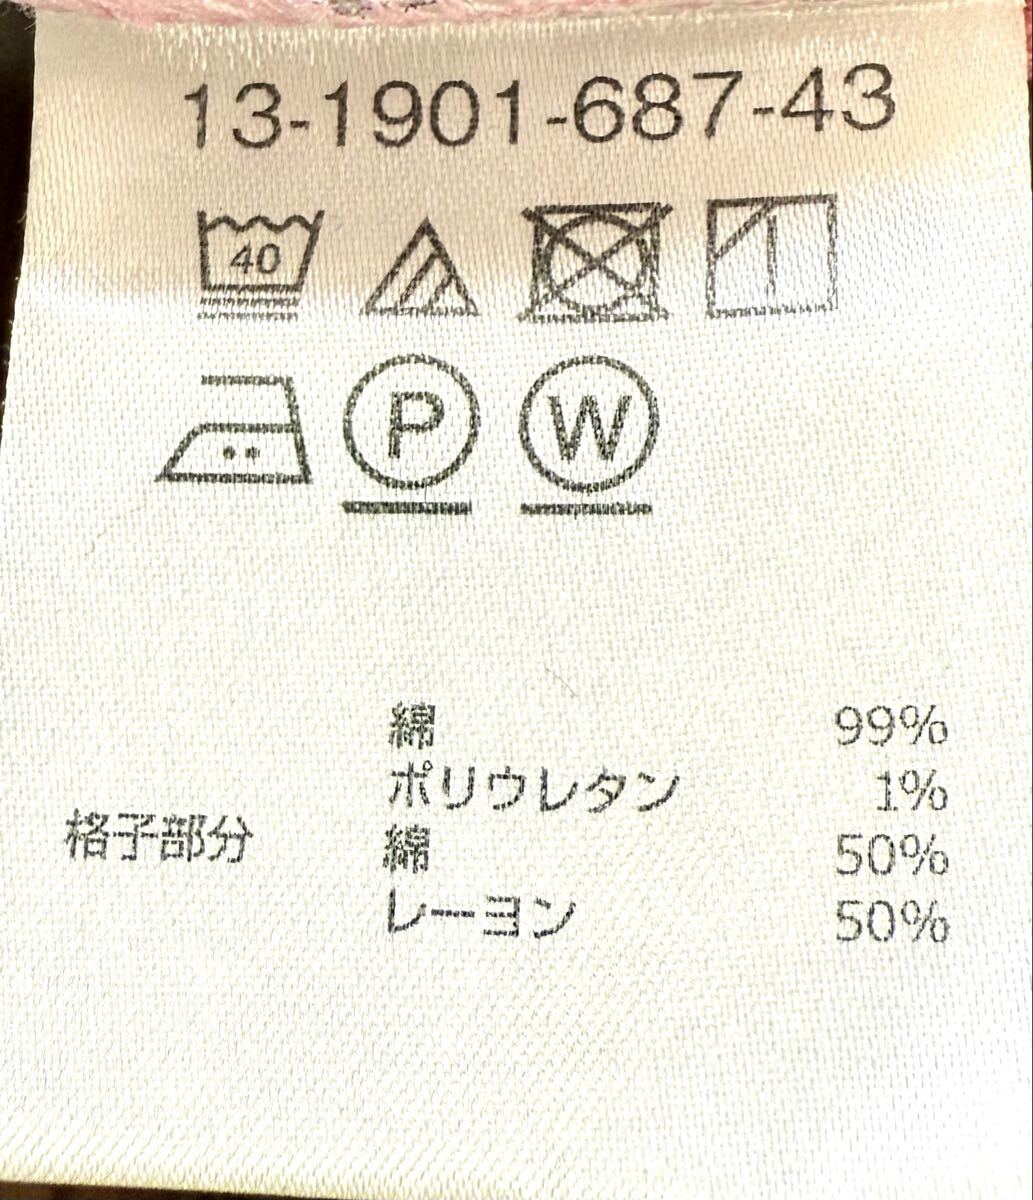 13-1901-687-43
40
P W
綿 99%
ポリウレタン 1%
格子部分 綿 50%
レーヨン 50%